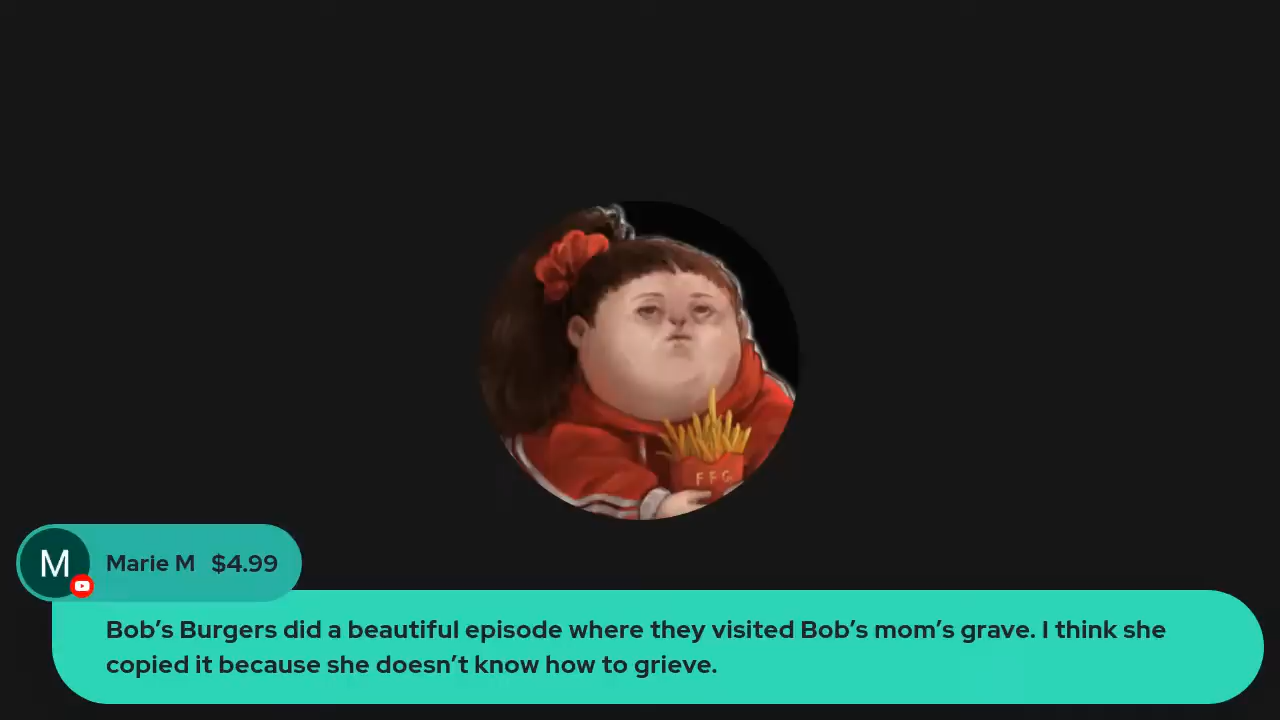 F F G
M
Marie M $4.99
Bob’s Burgers did a beautiful episode where they visited Bob’s mom’s grave. I think she
copied it because she doesn’t know how to grieve.